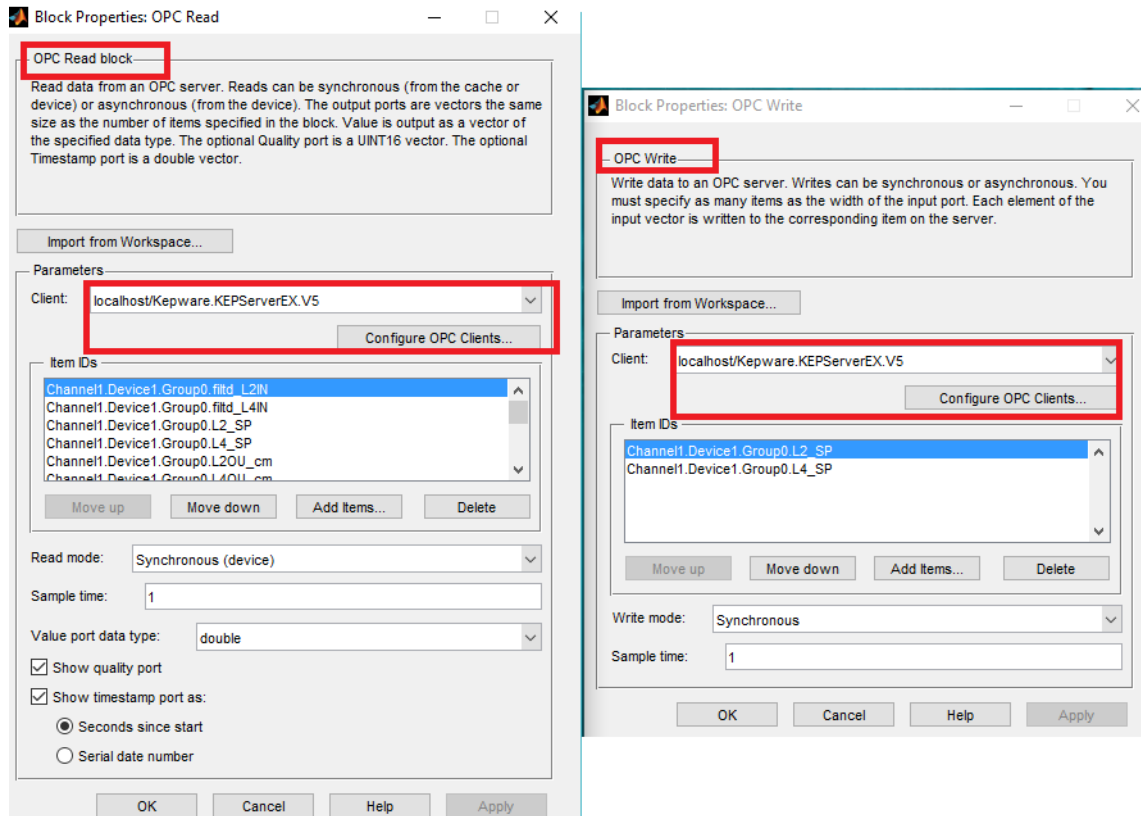 Block Properties: OPC Read
OPC Read block
Read data from an OPC server. Reads can be synchronous (from the cache or
device) or asynchronous (from the device). The output ports are vectors the same
size as the number of items specified in the block. Value is output as a vector of
the specified data type. The optional Quality port is a UINT16 vector. The optional
Timestamp port is a double vector.
Import from Workspace...
Parameters
Client:
localhost/Kepware.KEPServerEX.V5
Configure OPC Clients...
Item IDs
Channel1.Device1.Group0.filtd_L2IN
Channel1.Device1.Group0.filtd_L4IN
Channel1.Device1.Group0.L2_SP
Channel1.Device1.Group0.L4_SP
Channel1.Device1.Group0.L2OU_cm
Channel1.Device1.Group0.L4OU_cm
Move up
Move down
Add Items...
Delete
Read mode:
Synchronous (device)
Sample time:
1
Value port data type:
double
Show quality port
Show timestamp port as:
Seconds since start
Serial date number
OK
Cancel
Help
Apply
Block Properties: OPC Write
OPC Write
Write data to an OPC server. Writes can be synchronous or asynchronous. You
must specify as many items as the width of the input port. Each element of the
input vector is written to the corresponding item on the server.
Import from Workspace...
Parameters
Client:
localhost/Kepware.KEPServerEX.V5
Configure OPC Clients...
Item IDs
Channel1.Device1.Group0.L2_SP
Channel1.Device1.Group0.L4_SP
Move up
Move down
Add Items...
Delete
Write mode:
Synchronous
Sample time:
1
OK
Cancel
Help
Apply